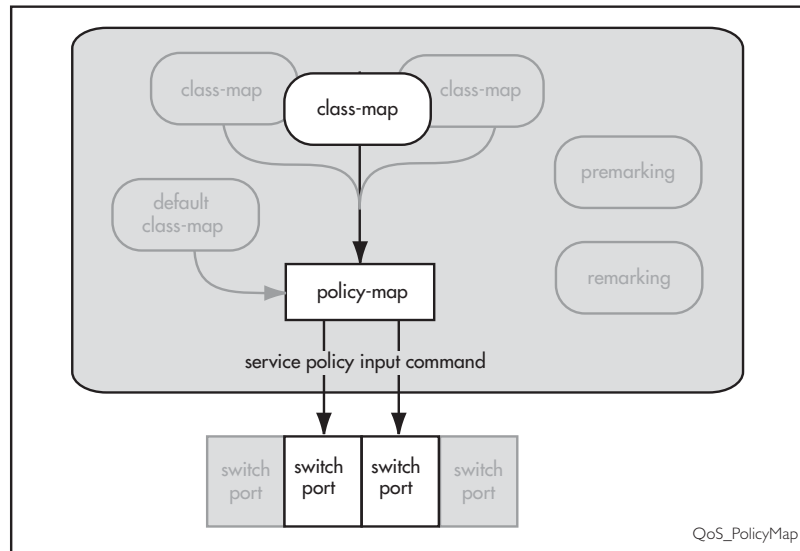 class-map
class-map
class-map
premarking
default
class-map
remarking
policy-map
service policy input command
switch
port
switch
port
switch
port
switch
port
QoS_PolicyMap